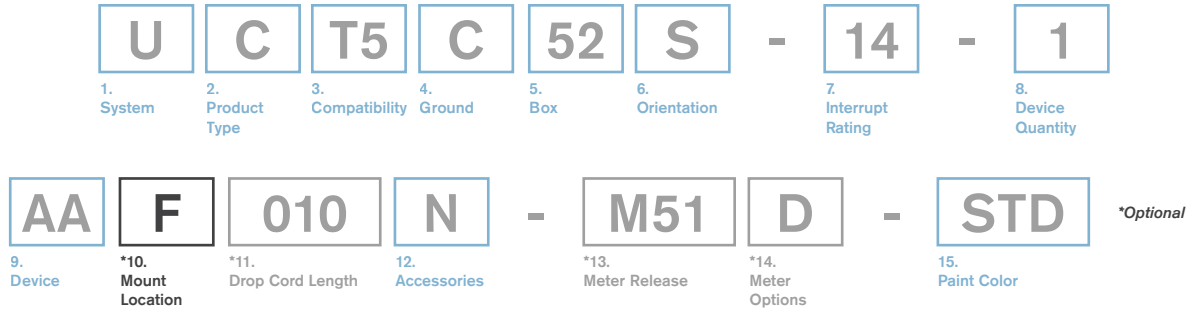 U C T5 C 52 S - 14 - 1
1. 2. 3. 4. 5. 6. 7. 8.
System Product Compatibility Ground Box Orientation Interrupt Device
Type Rating Quantity
AA F 010 N - M51 D - STD *Optional
9. *10. *11. 12. *13. *14. 15.
Device Mount Drop Cord Length Accessories Meter Release Meter Paint Color
Location Options